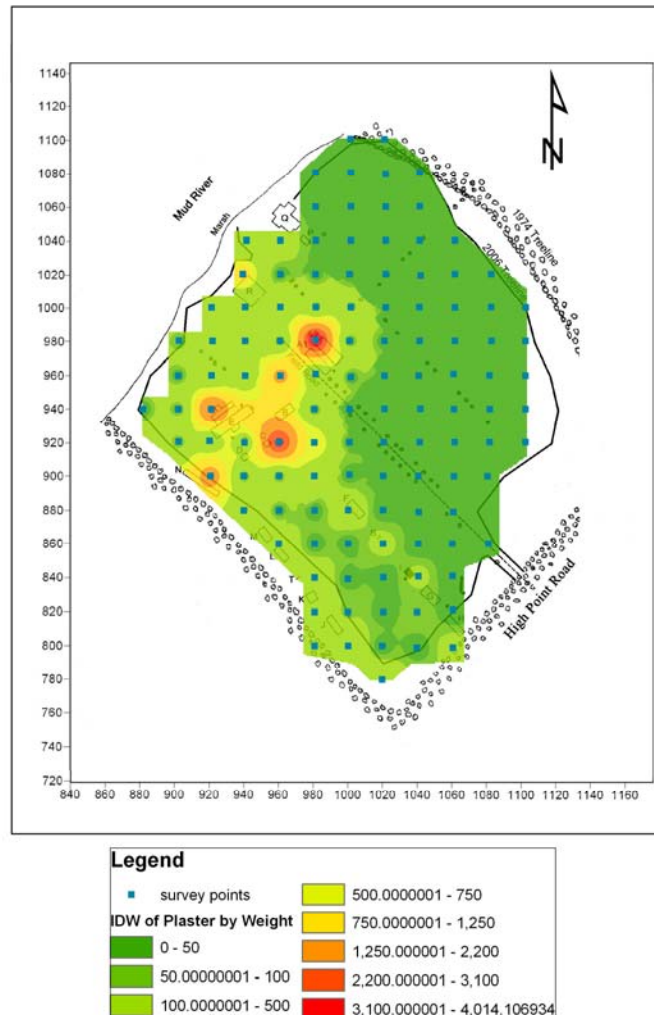 N
1140
1120
1100
1080
1060
1040
1020
1000
980
960
940
920
900
880
860
840
820
800
780
760
740
720
840 860 880 900 920 940 960 980 1000 1020 1040 1060 1080 1100 1120 1140 1160
Mud River
Marsh
Q
R
1974 Treeline
2006
N
M
L
T
K
High Point Road
Legend
survey points
IDW of Plaster by Weight
0 - 50
50.00000001 - 100
100.0000001 - 500
500.0000001 - 750
750.0000001 - 1,250
1,250.000001 - 2,200
2,200.000001 - 3,100
3,100.000001 - 4,014.106934